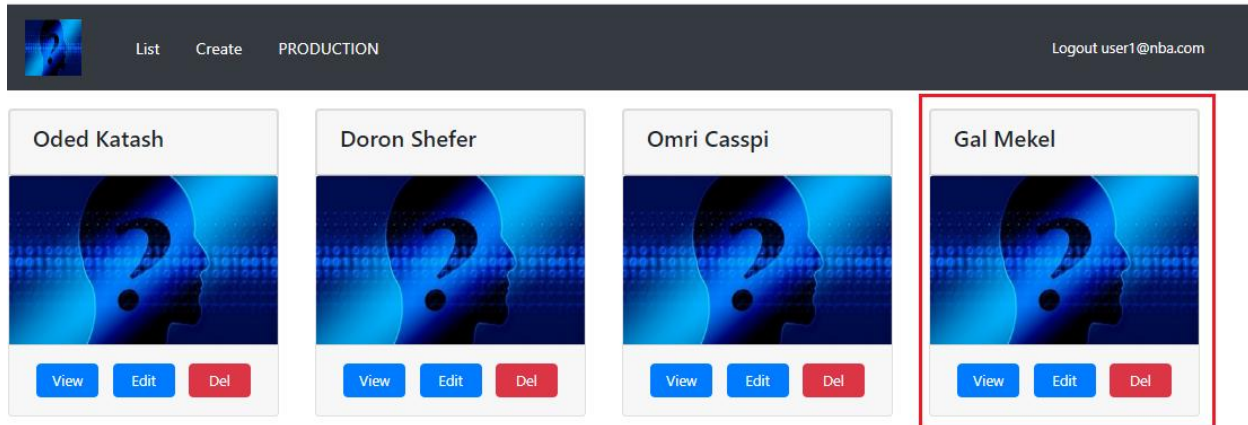 List Create PRODUCTION Logout user1@nba.com
Oded Katash Doron Shefer Omri Casspi Gal Mekel
View Edit Del View Edit Del View Edit Del View Edit Del